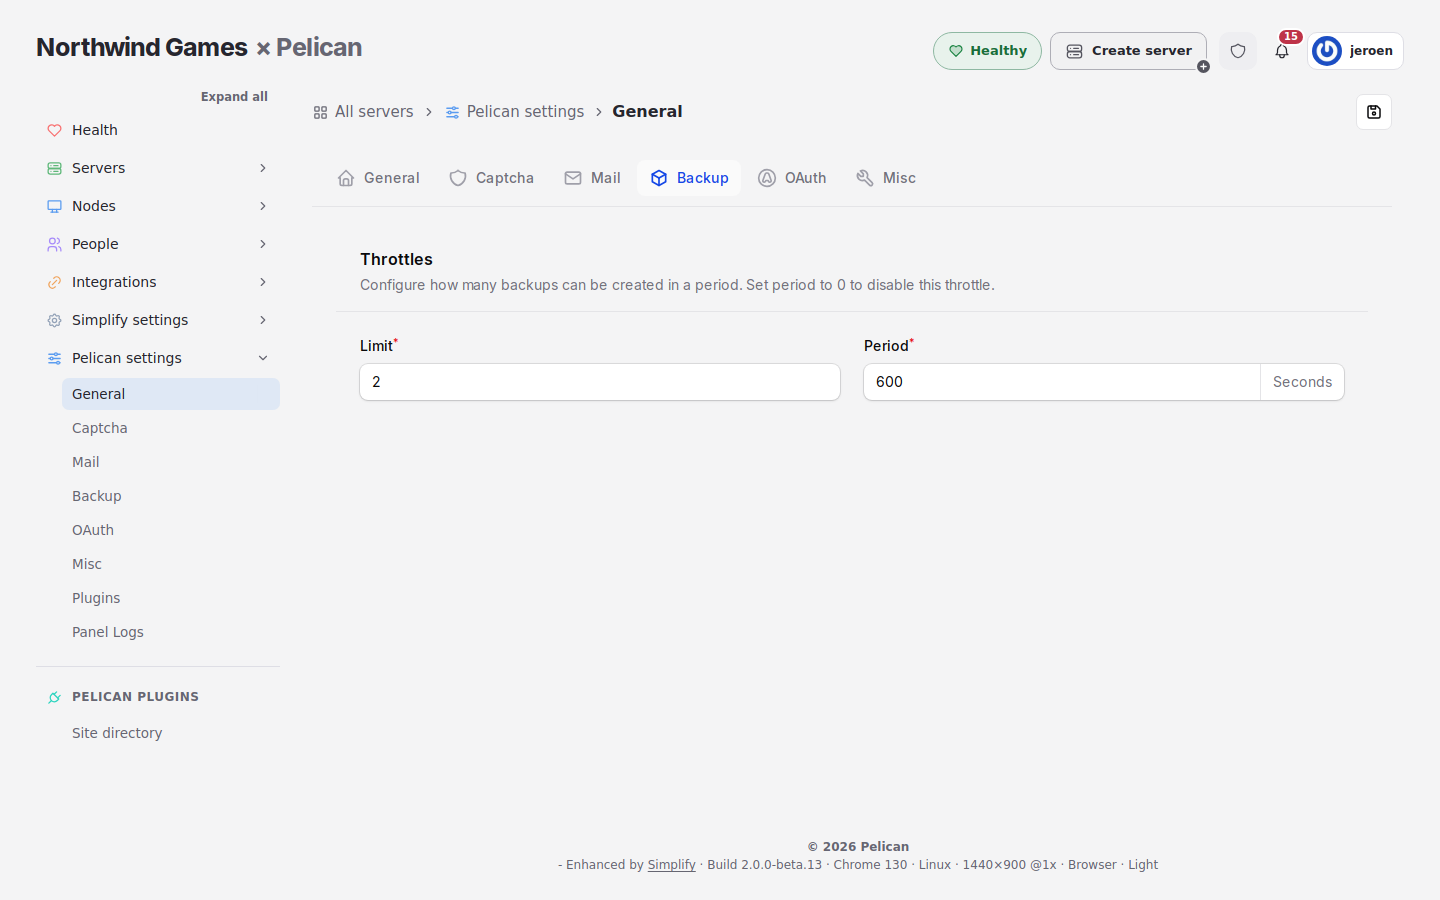 Northwind Games × Pelican
Healthy
Create server
15
jeroen
Expand all
Health
Servers
Nodes
People
Integrations
Simplify settings
Pelican settings
General
Captcha
Mail
Backup
OAuth
Misc
Plugins
Panel Logs
PELICAN PLUGINS
Site directory
All servers > Pelican settings > General
General Captcha Mail Backup OAuth Misc
Throttles
Configure how many backups can be created in a period. Set period to 0 to disable this throttle.
Limit*
2
Period*
600 Seconds
© 2026 Pelican
- Enhanced by Simplify · Build 2.0.0-beta.13 · Chrome 130 · Linux · 1440×900 @1x · Browser · Light